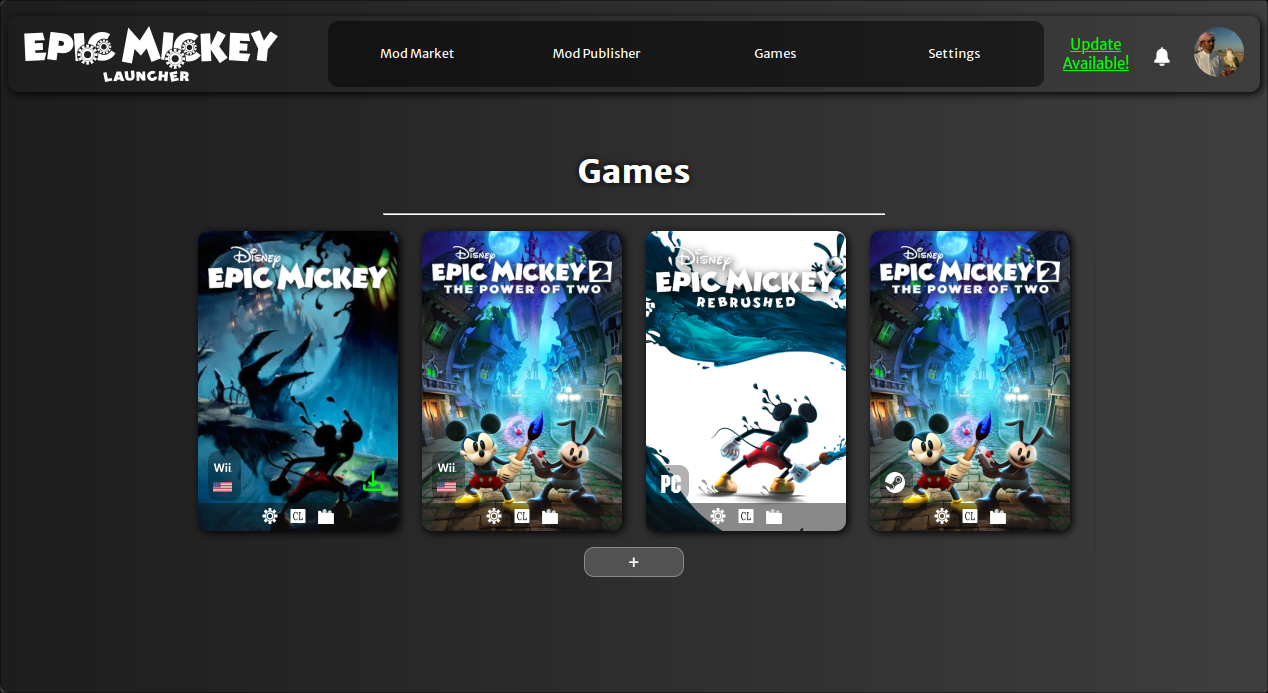 EPIC MICKEY
LAUNCHER
Mod Market
Mod Publisher
Games
Settings
Update
Available!
Games
Disney
EPIC MICKEY
Wii
CL
Disney
EPIC MICKEY 2
THE POWER OF TWO
Wii
CL
Disney
EPIC MICKEY
REBRUSHED
PC
CL
Disney
EPIC MICKEY 2
THE POWER OF TWO
CL
+